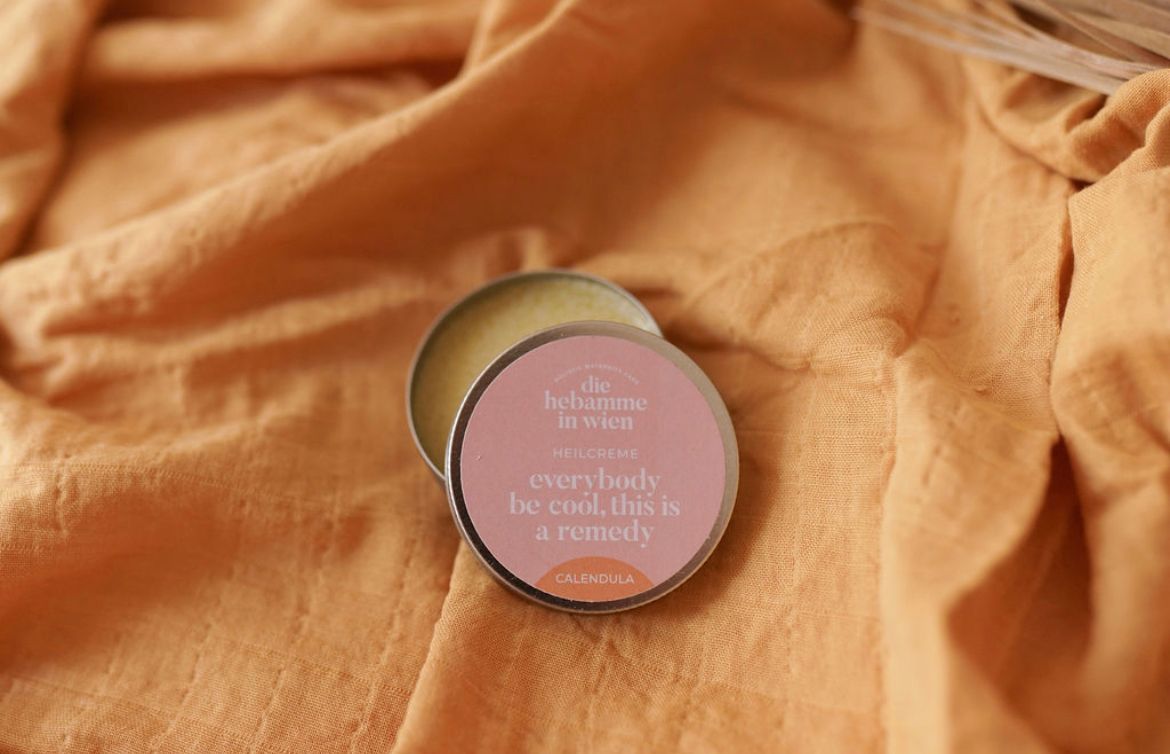 die
hebamme
in wien
HEILCREME
everybody
be cool, this is
a remedy
CALENDULA